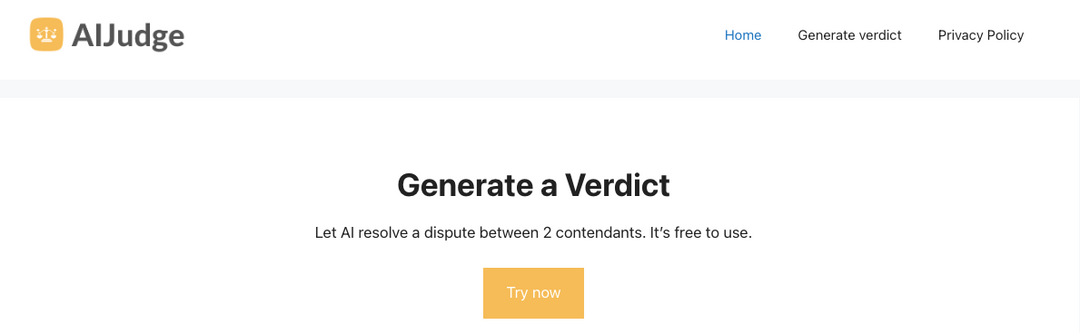 AIJudge
Home
Generate verdict
Privacy Policy
Generate a Verdict
Let AI resolve a dispute between 2 contendants. It’s free to use.
Try now